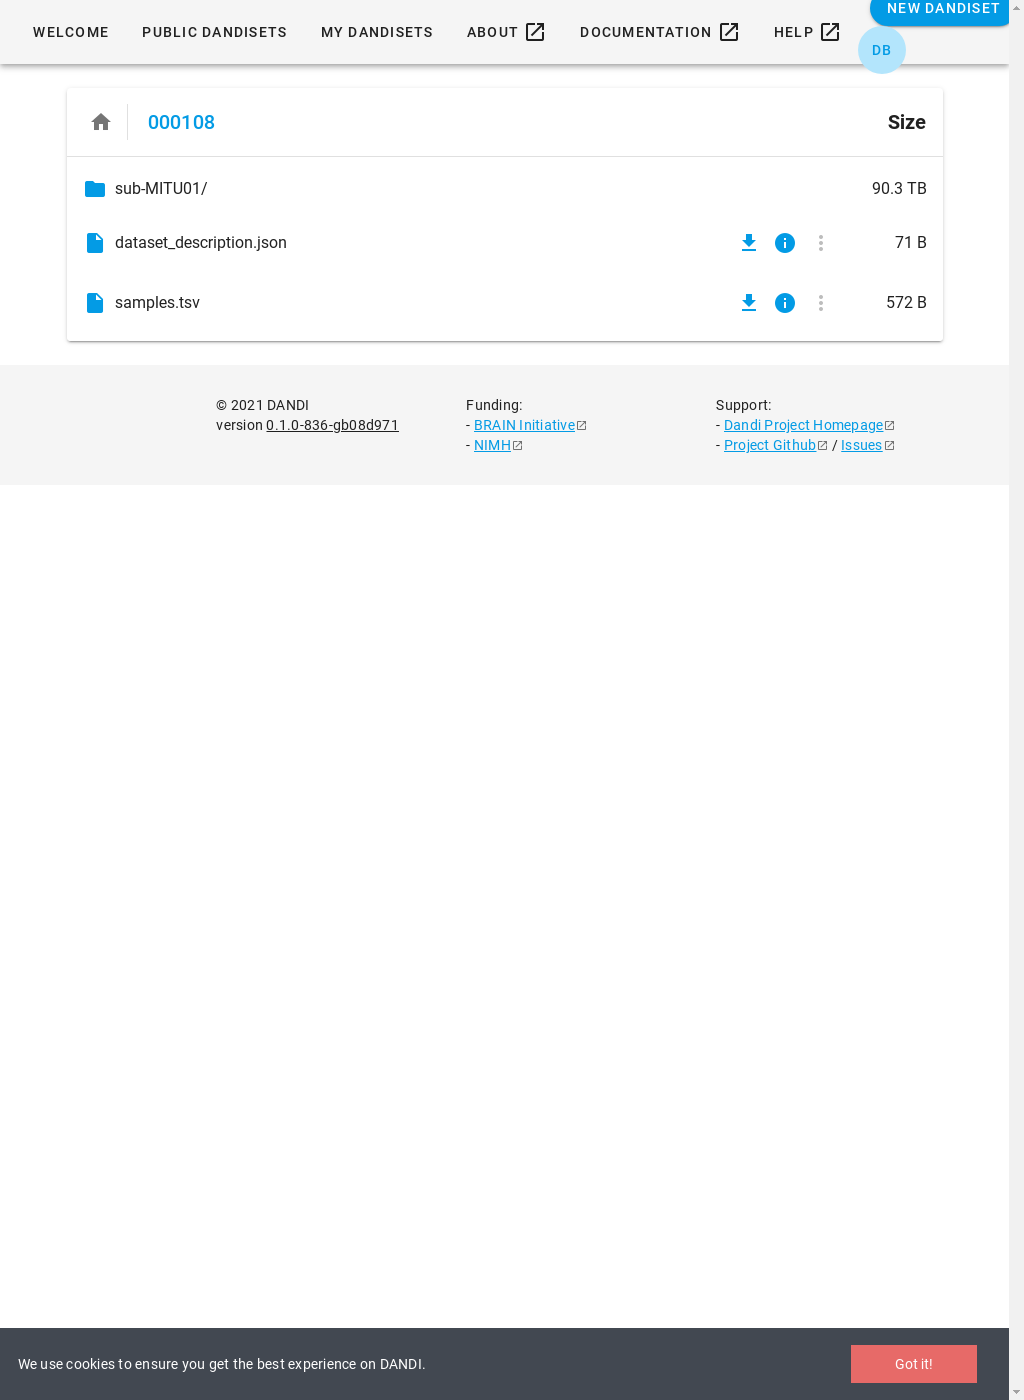 NEW DANDISET
WELCOME PUBLIC DANDISETS MY DANDISETS ABOUT DOCUMENTATION HELP
DB
000108 Size
sub-MITU01/ 90.3 TB
dataset_description.json 71 B
samples.tsv 572 B
© 2021 DANDI
version 0.1.0-836-gb08d971
Funding:
- BRAIN Initiative
- NIMH
Support:
- Dandi Project Homepage
- Project Github / Issues
We use cookies to ensure you get the best experience on DANDI.
Got it!